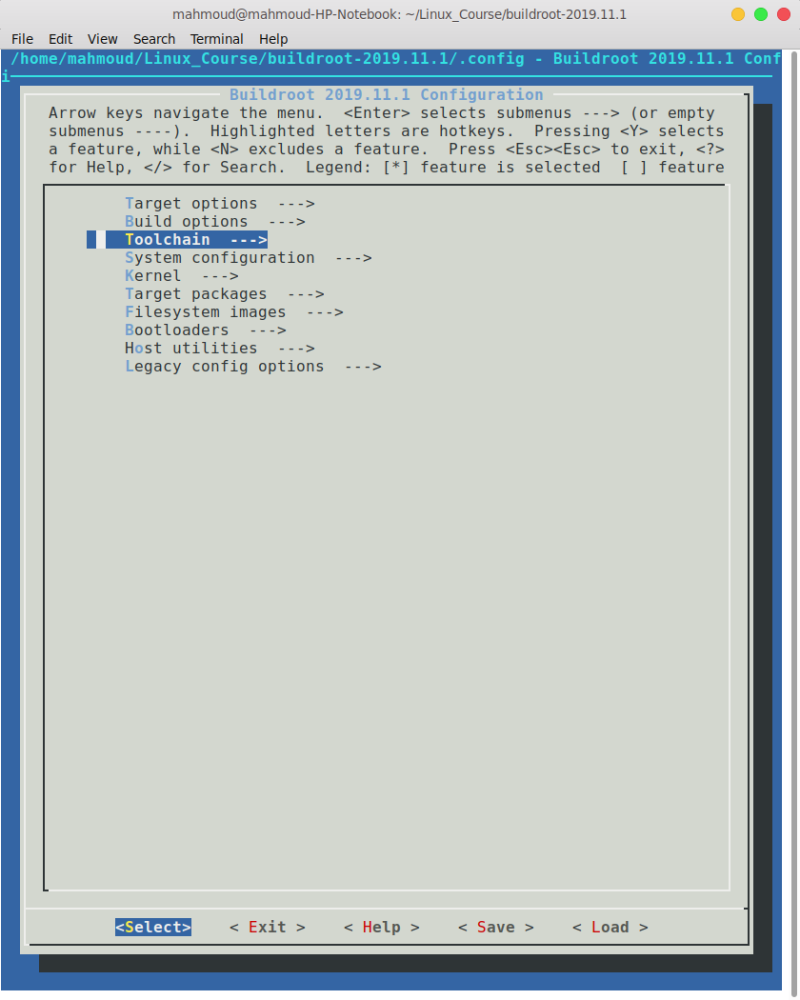 mahmoud@mahmoud-HP-Notebook: ~/Linux_Course/buildroot-2019.11.1
File Edit View Search Terminal Help
/home/mahmoud/Linux_Course/buildroot-2019.11.1/.config - Buildroot 2019.11.1 Conf
i
Buildroot 2019.11.1 Configuration
Arrow keys navigate the menu.  <Enter> selects submenus ---> (or empty
submenus ----).  Highlighted letters are hotkeys.  Pressing <Y> selects
a feature, while <N> excludes a feature.  Press <Esc><Esc> to exit, <?>
for Help, </> for Search.  Legend: [*] feature is selected  [ ] feature
Target options  --->
Build options  --->
Toolchain  --->
System configuration  --->
Kernel  --->
Target packages  --->
Filesystem images  --->
Bootloaders  --->
Host utilities  --->
Legacy config options  --->
<Select>    < Exit >    < Help >    < Save >    < Load >